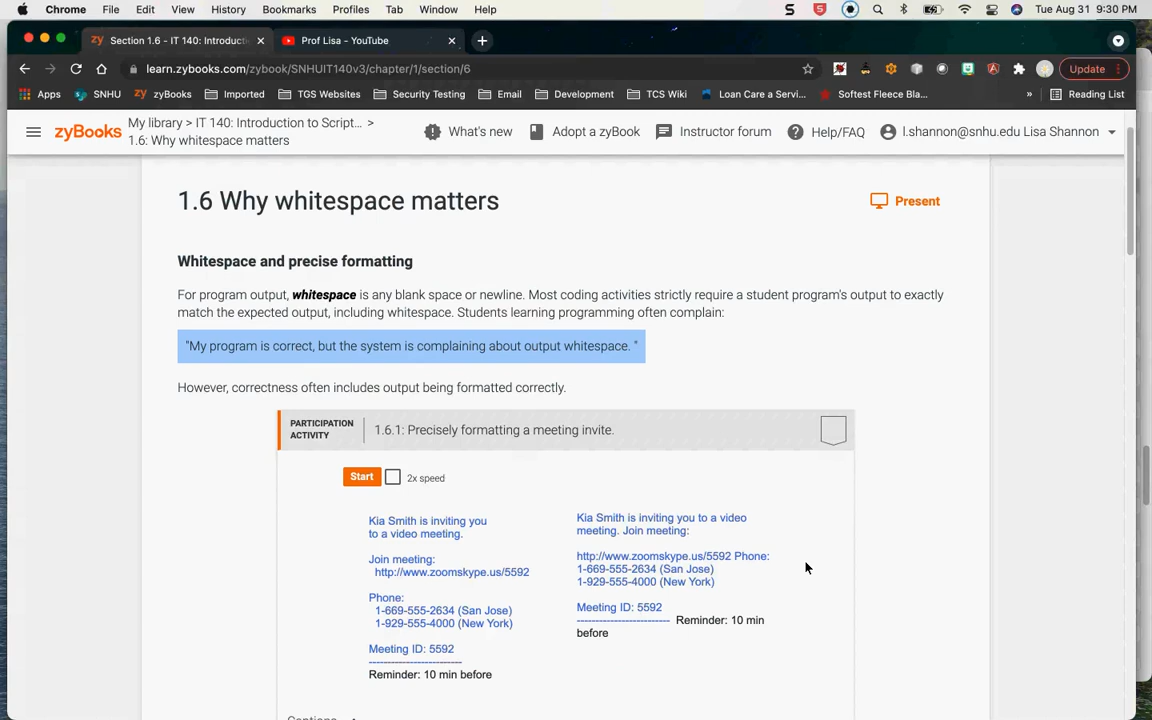 Chrome File Edit View History Bookmarks Profiles Tab Window Help Tue Aug 31 9:30 PM
Section 1.6 - IT 140: Introducti Prof Lisa - YouTube
learn.zybooks.com/zybook/SNHUIT140v3/chapter/1/section/6 Update
Apps SNHU zyBooks Imported TGS Websites Security Testing Email Development TCS Wiki Loan Care a Servi... Softest Fleece Bla... » Reading List
zyBooks My library > IT 140: Introduction to Script... >
1.6: Why whitespace matters
What's new Adopt a zyBook Instructor forum Help/FAQ l.shannon@snhu.edu Lisa Shannon
1.6 Why whitespace matters
Present
Whitespace and precise formatting
For program output, whitespace is any blank space or newline. Most coding activities strictly require a student program's output to exactly
match the expected output, including whitespace. Students learning programming often complain:
"My program is correct, but the system is complaining about output whitespace. "
However, correctness often includes output being formatted correctly.
PARTICIPATION
ACTIVITY
1.6.1: Precisely formatting a meeting invite.
Start 2x speed
Kia Smith is inviting you
to a video meeting.
Join meeting:
http://www.zoomskype.us/5592
Phone:
1-669-555-2634 (San Jose)
1-929-555-4000 (New York)
Meeting ID: 5592
-------------------------
Reminder: 10 min before
Kia Smith is inviting you to a video
meeting. Join meeting:
http://www.zoomskype.us/5592 Phone:
1-669-555-2634 (San Jose)
1-929-555-4000 (New York)
Meeting ID: 5592
------------------------- Reminder: 10 min
before